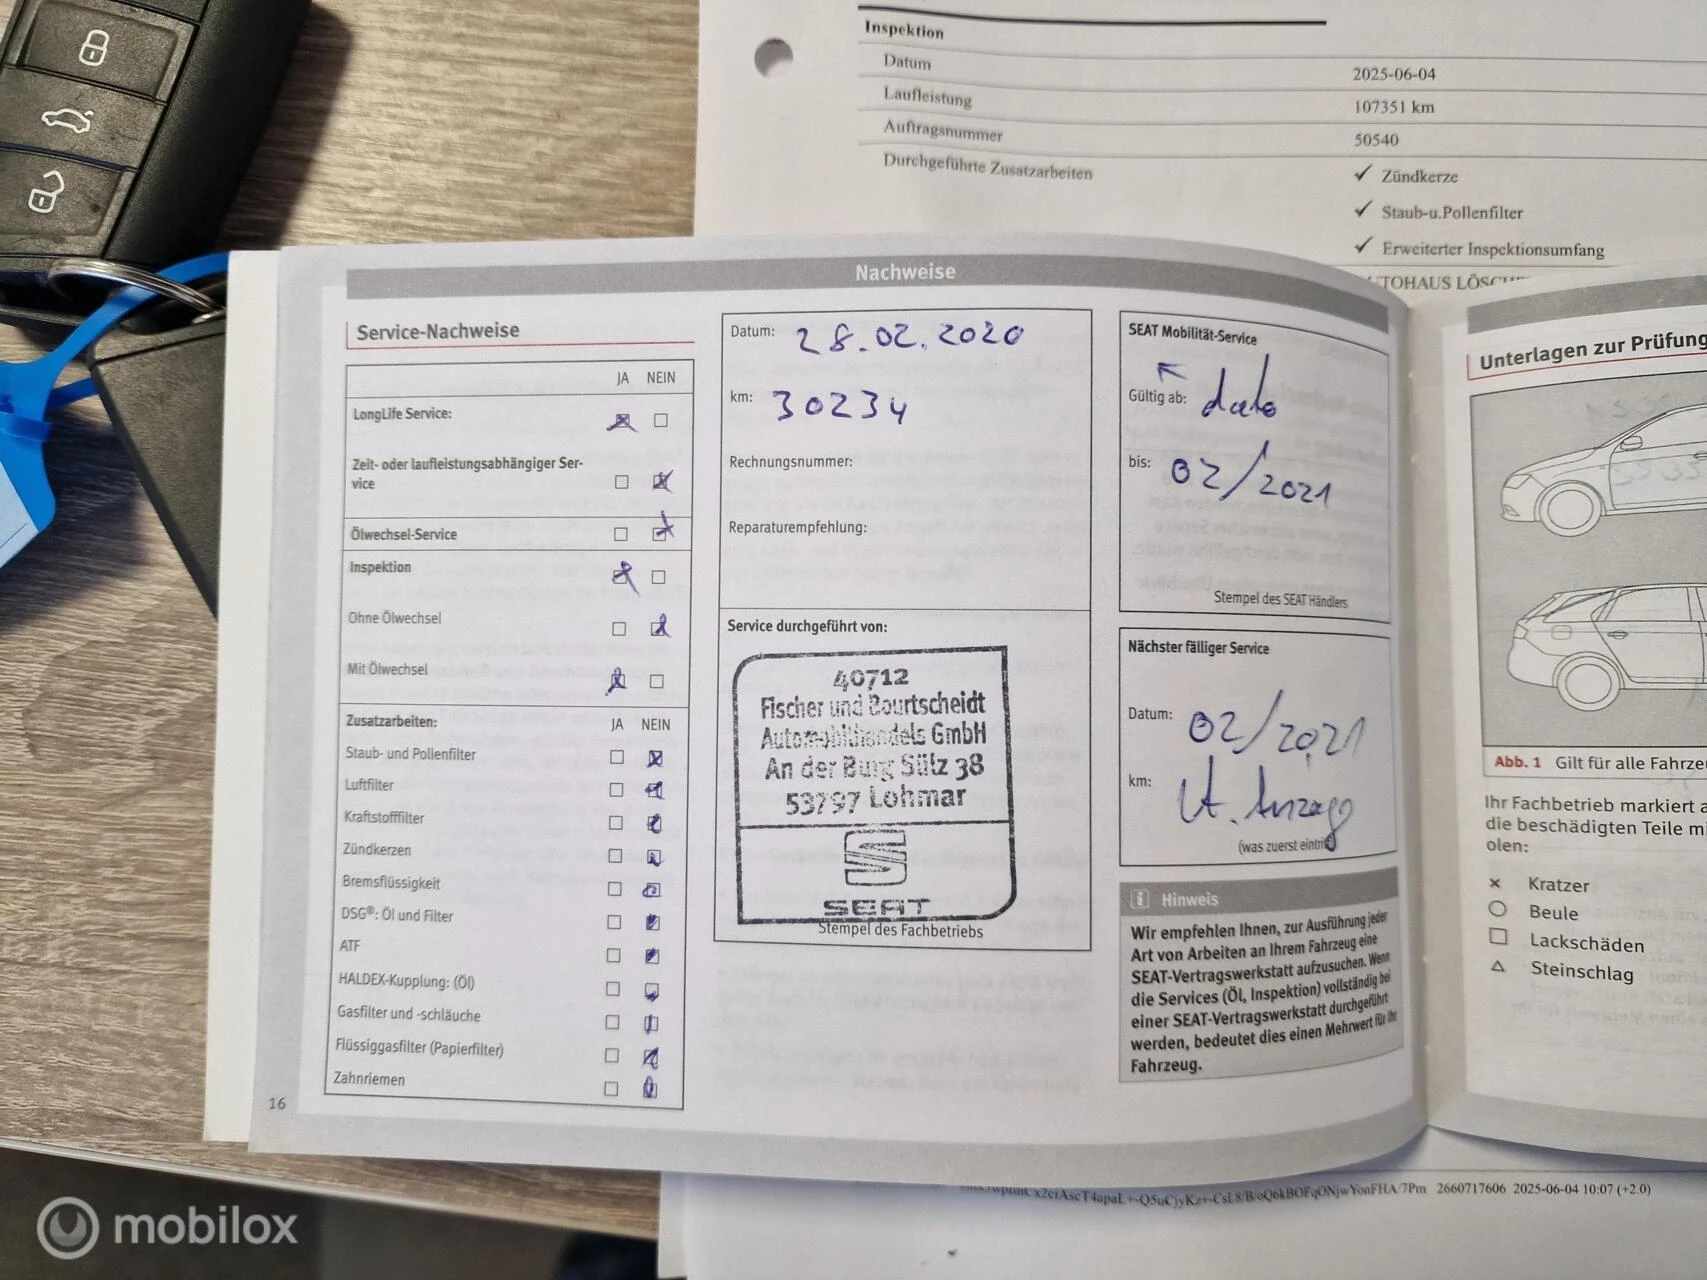 Inspektion
Datum 2025-06-04
Laufleistung 107351 km
Auftragsnummer 50540
Durchgeführte Zusatzarbeiten ✓ Zündkerze
✓ Staub-u.Pollenfilter
✓ Erweiterter Inspektionsumfang
Nachweise
Service-Nachweise
JA NEIN
LongLife Service:
Zeit- oder laufleistungsabhängiger Ser-
vice
Ölwechsel-Service
Inspektion
Ohne Ölwechsel
Mit Ölwechsel
Zusatzarbeiten: JA NEIN
Staub- und Pollenfilter
Luftfilter
Kraftstofffilter
Zündkerzen
Bremsflüssigkeit
DSG®: Öl und Filter
ATF
HALDEX-Kupplung: (Öl)
Gasfilter und -schläuche
Flüssiggasfilter (Papierfilter)
Zahnriemen
16
Datum: 28.02.2020
km: 30234
Rechnungsnummer:
Reparaturempfehlung:
Service durchgeführt von:
40712
Fischer und Bourtscheidt
Automobilhandels GmbH
An der Burg Sülz 38
53797 Lohmar
SEAT
Stempel des Fachbetriebs
SEAT Mobilität-Service
Gültig ab:
bis: 02/2021
Stempel des SEAT Händlers
Nächster fälliger Service
Datum: 02/2021
km: lt. Anzeige
(was zuerst eintritt)
i Hinweis
Wir empfehlen Ihnen, zur Ausführung jeder
Art von Arbeiten an Ihrem Fahrzeug eine
SEAT-Vertragswerkstatt aufzusuchen. Wenn
die Services (Öl, Inspektion) vollständig bei
einer SEAT-Vertragswerkstatt durchgeführt
werden, bedeutet dies einen Mehrwert für Ihr
Fahrzeug.
Unterlagen zur Prüfung
Abb. 1 Gilt für alle Fahrze
Ihr Fachbetrieb markiert
die beschädigten Teile mi
olen:
× Kratzer
○ Beule
□ Lackschäden
△ Steinschlag
2660717606 2025-06-04 10:07 (+2.0)
mobilox